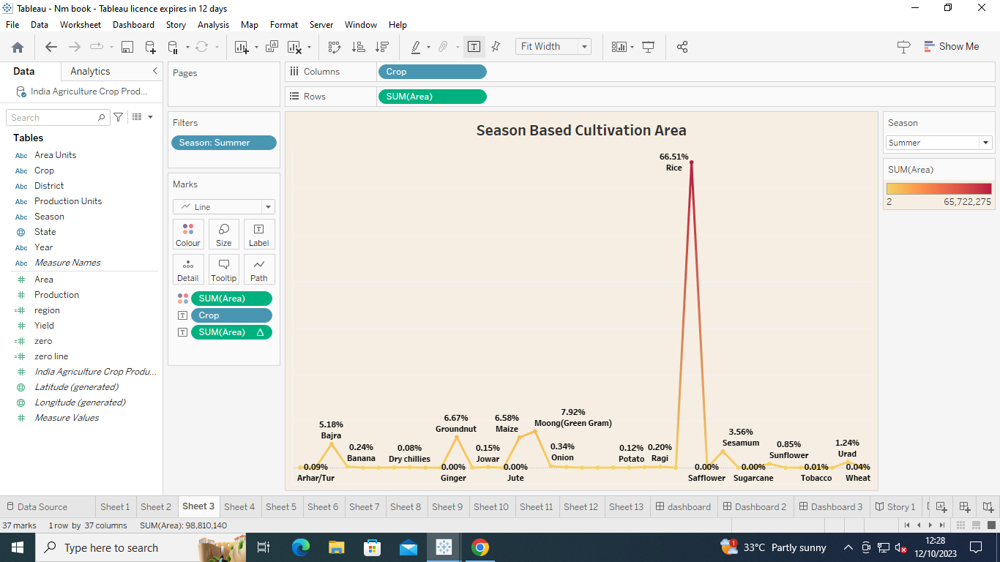 Tableau - Nm book - Tableau licence expires in 12 days
File Data Worksheet Dashboard Story Analysis Map Format Server Window Help
Fit Width
Show Me
Data Analytics
India Agriculture Crop Prod...
Search
Tables
Abc Area Units
Abc Crop
Abc District
Abc Production Units
Abc Season
State
Abc Year
Abc Measure Names
Area
Production
region
Yield
zero
zero line
India Agriculture Crop Produ...
Latitude (generated)
Longitude (generated)
Measure Values
Pages
Filters
Season: Summer
Marks
Line
Colour Size Label
Detail Tooltip Path
SUM(Area)
Crop
SUM(Area) Δ
Columns Crop
Rows SUM(Area)
Season Based Cultivation Area
66.51%
Rice
5.18%
Bajra
0.24%
Banana
0.08%
Dry chillies
6.67%
Groundnut
0.15%
Jowar
6.58%
Maize
7.92%
Moong(Green Gram)
0.34%
Onion
0.12%
Potato
0.20%
Ragi
3.56%
Sesamum
0.85%
Sunflower
1.24%
Urad
0.09%
Arhar/Tur
0.00%
Ginger
0.00%
Jute
0.00%
Safflower
0.00%
Sugarcane
0.01%
Tobacco
0.04%
Wheat
Season
Summer
SUM(Area)
2 65,722,275
Data Source Sheet 1 Sheet 2 Sheet 3 Sheet 4 Sheet 5 Sheet 6 Sheet 7 Sheet 8 Sheet 9 Sheet 10 Sheet 11 Sheet 12 Sheet 13 dashboard Dashboard 2 Dashboard 3 Story 1
37 marks 1 row by 37 columns SUM(Area): 98,810,140
Type here to search
1
33°C Partly sunny
12:28
12/10/2023